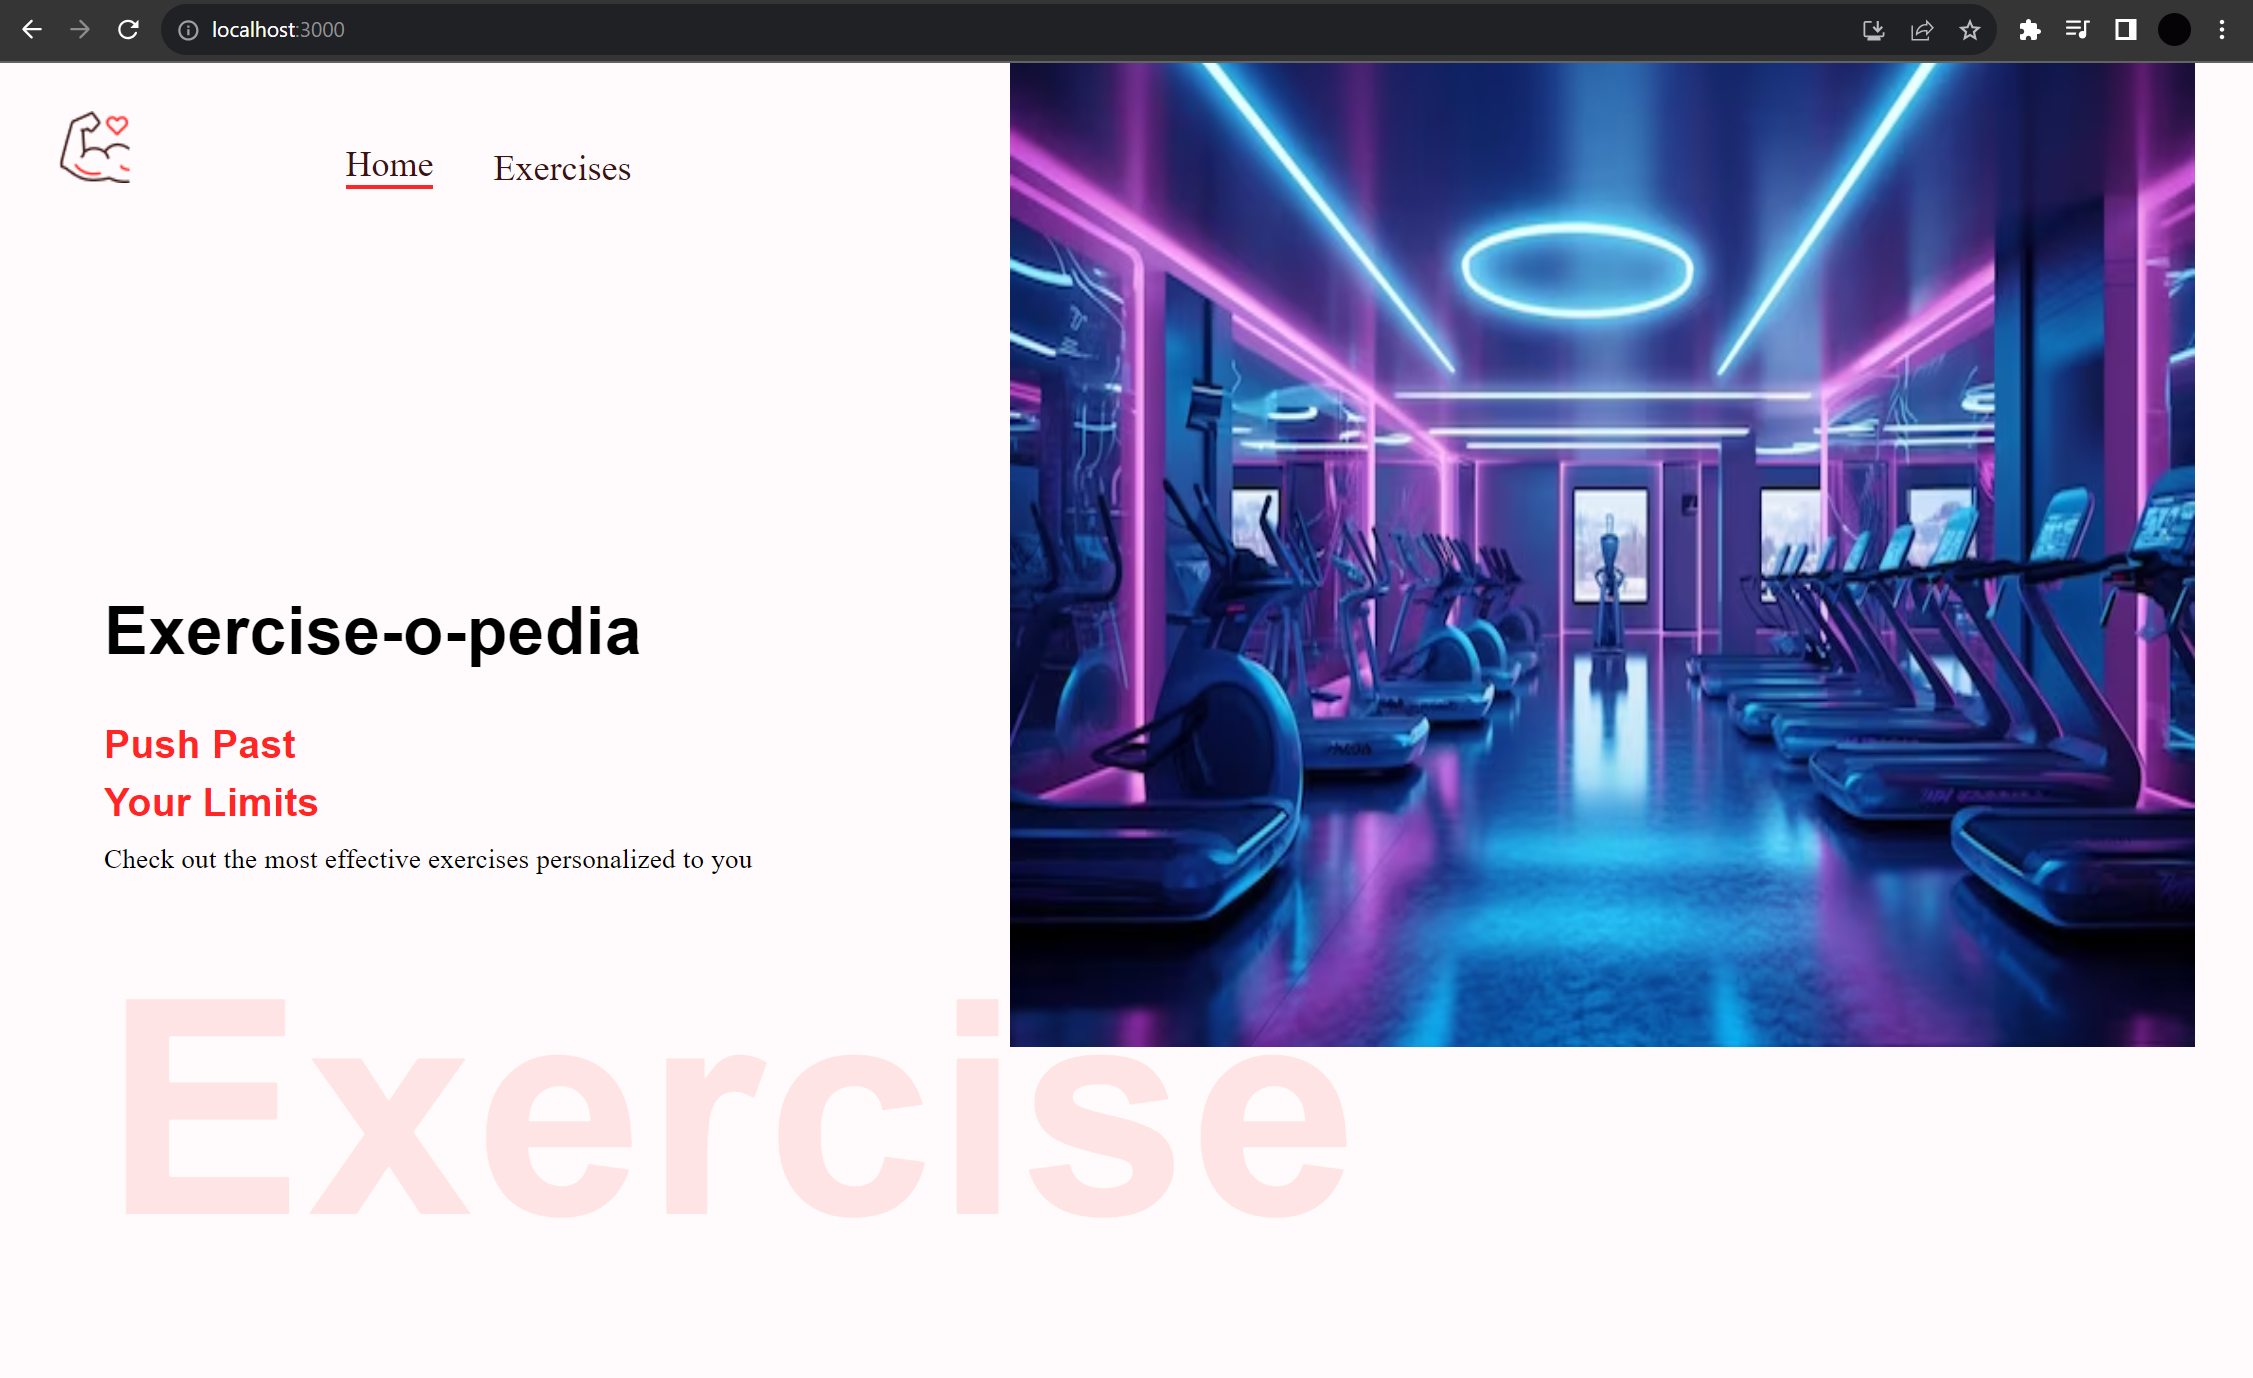 localhost:3000
Home Exercises
Exercise-o-pedia
Push Past
Your Limits
Check out the most effective exercises personalized to you
Exercise